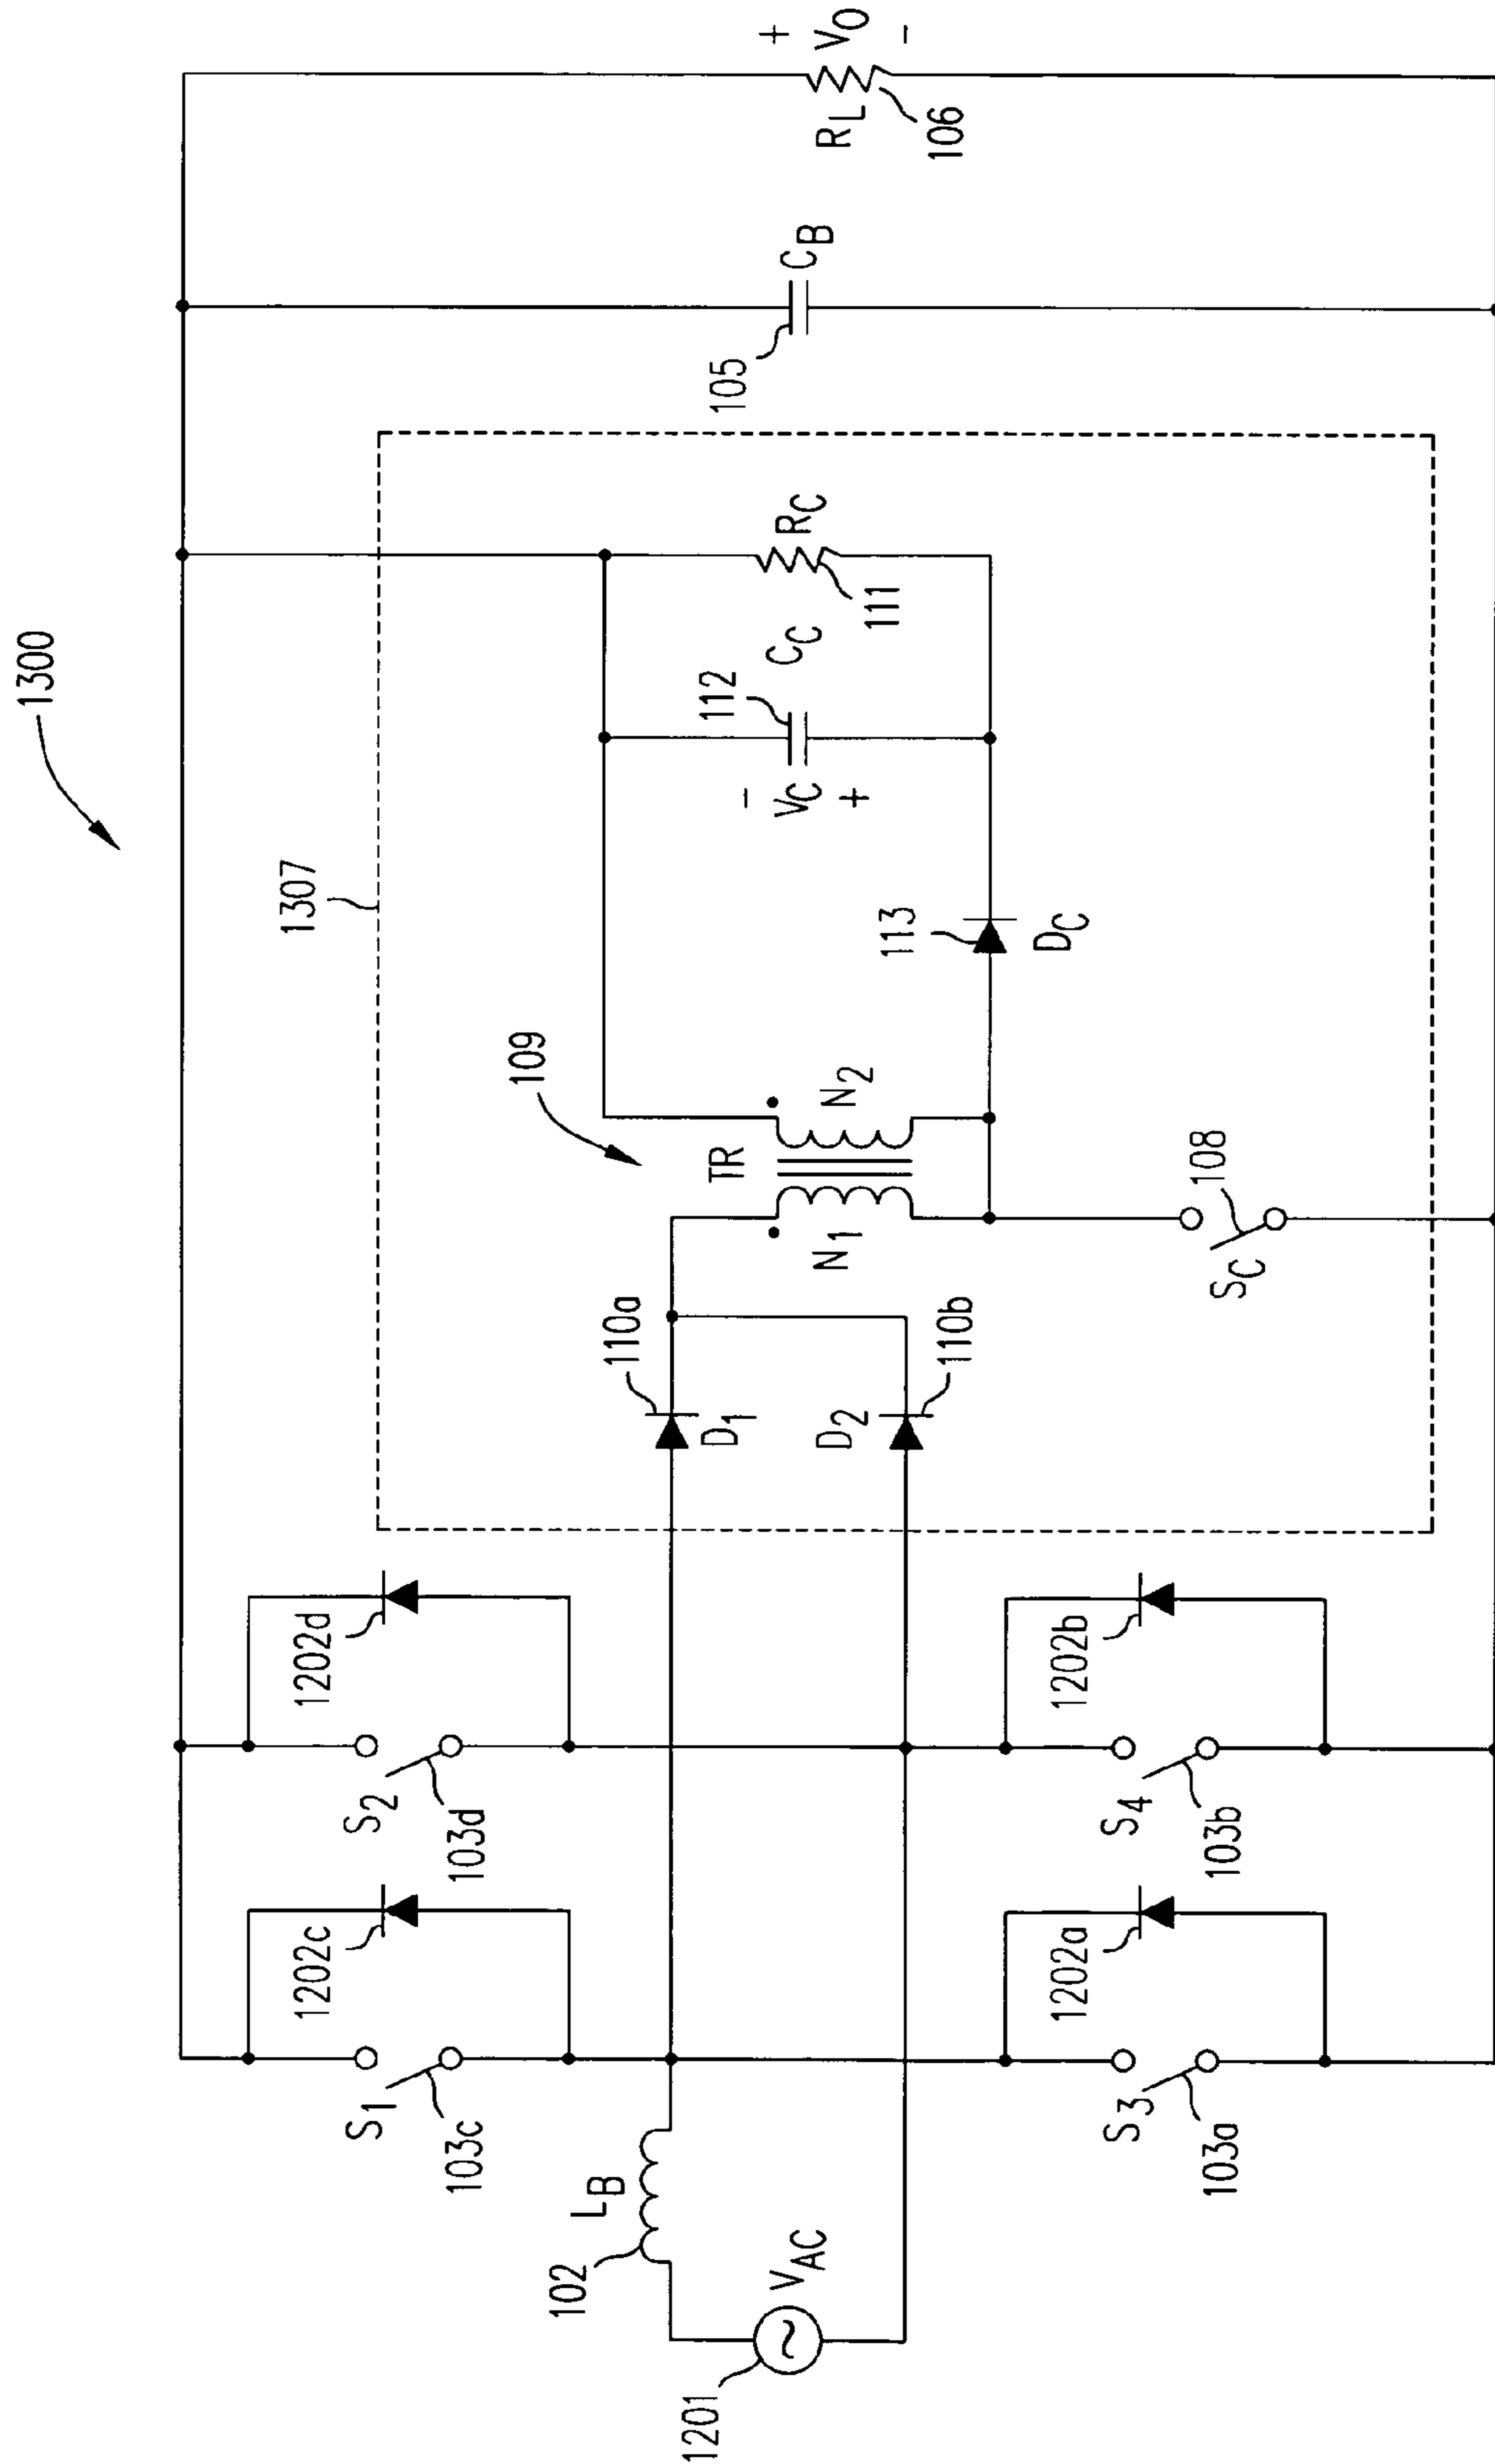 1300
1307
S1
103c
1202c
S2
103d
1202d
109
TR
N1
N2
110a
D1
D2
110b
113
DC
112
CC
- VC +
RC
111
105
CB
RL
106
+ VO -
LB
102
VAC
1201
S3
103a
1202a
S4
103b
1202b
SC
108